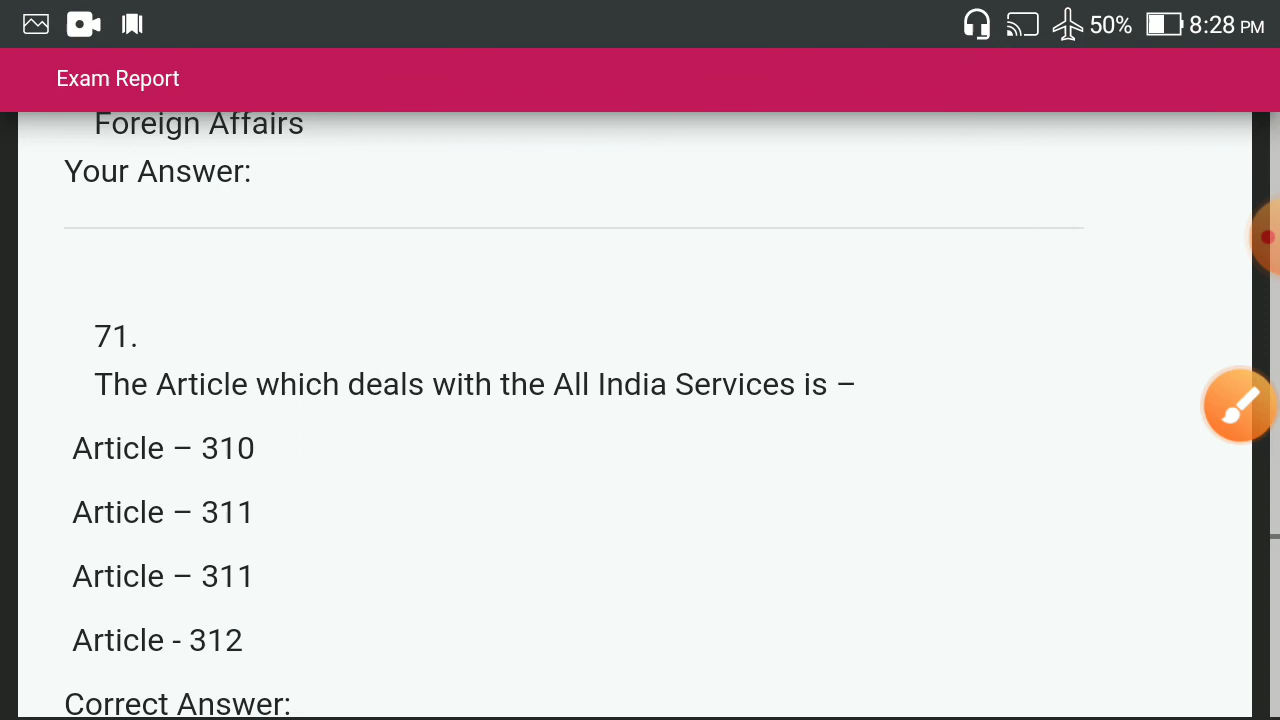 50% 8:28 PM
Exam Report
Foreign Affairs
Your Answer:
71.
The Article which deals with the All India Services is –
Article – 310
Article – 311
Article – 311
Article - 312
Correct Answer: